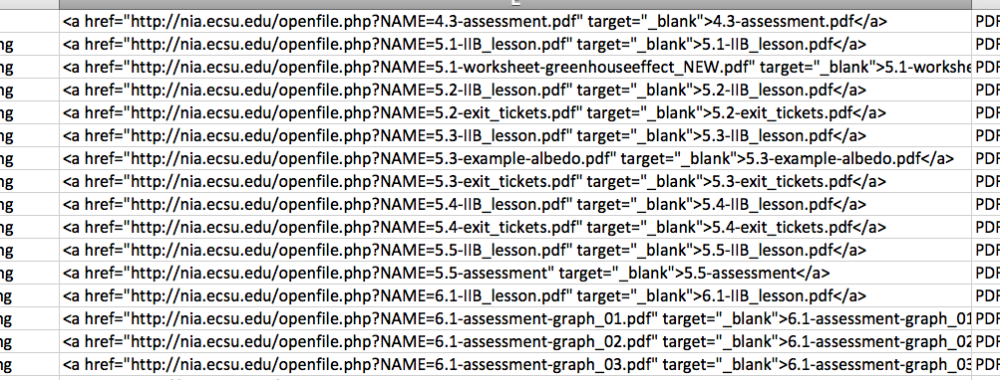 E
<a href="http://nia.ecsu.edu/openfile.php?NAME=4.3-assessment.pdf" target="_blank">4.3-assessment.pdf</a> PDF
ng <a href="http://nia.ecsu.edu/openfile.php?NAME=5.1-IIB_lesson.pdf" target="_blank">5.1-IIB_lesson.pdf</a> PDF
ng <a href="http://nia.ecsu.edu/openfile.php?NAME=5.1-worksheet-greenhouseeffect_NEW.pdf" target="_blank">5.1-workshe PDF
ng <a href="http://nia.ecsu.edu/openfile.php?NAME=5.2-IIB_lesson.pdf" target="_blank">5.2-IIB_lesson.pdf</a> PDF
ng <a href="http://nia.ecsu.edu/openfile.php?NAME=5.2-exit_tickets.pdf" target="_blank">5.2-exit_tickets.pdf</a> PDF
ng <a href="http://nia.ecsu.edu/openfile.php?NAME=5.3-IIB_lesson.pdf" target="_blank">5.3-IIB_lesson.pdf</a> PDF
ng <a href="http://nia.ecsu.edu/openfile.php?NAME=5.3-example-albedo.pdf" target="_blank">5.3-example-albedo.pdf</a> PDF
ng <a href="http://nia.ecsu.edu/openfile.php?NAME=5.3-exit_tickets.pdf" target="_blank">5.3-exit_tickets.pdf</a> PDF
ng <a href="http://nia.ecsu.edu/openfile.php?NAME=5.4-IIB_lesson.pdf" target="_blank">5.4-IIB_lesson.pdf</a> PDF
ng <a href="http://nia.ecsu.edu/openfile.php?NAME=5.4-exit_tickets.pdf" target="_blank">5.4-exit_tickets.pdf</a> PDF
ng <a href="http://nia.ecsu.edu/openfile.php?NAME=5.5-IIB_lesson.pdf" target="_blank">5.5-IIB_lesson.pdf</a> PDF
ng <a href="http://nia.ecsu.edu/openfile.php?NAME=5.5-assessment" target="_blank">5.5-assessment</a> PDF
ng <a href="http://nia.ecsu.edu/openfile.php?NAME=6.1-IIB_lesson.pdf" target="_blank">6.1-IIB_lesson.pdf</a> PDF
ng <a href="http://nia.ecsu.edu/openfile.php?NAME=6.1-assessment-graph_01.pdf" target="_blank">6.1-assessment-graph_01 PDF
ng <a href="http://nia.ecsu.edu/openfile.php?NAME=6.1-assessment-graph_02.pdf" target="_blank">6.1-assessment-graph_02 PDF
ng <a href="http://nia.ecsu.edu/openfile.php?NAME=6.1-assessment-graph_03.pdf" target="_blank">6.1-assessment-graph_03 PDF